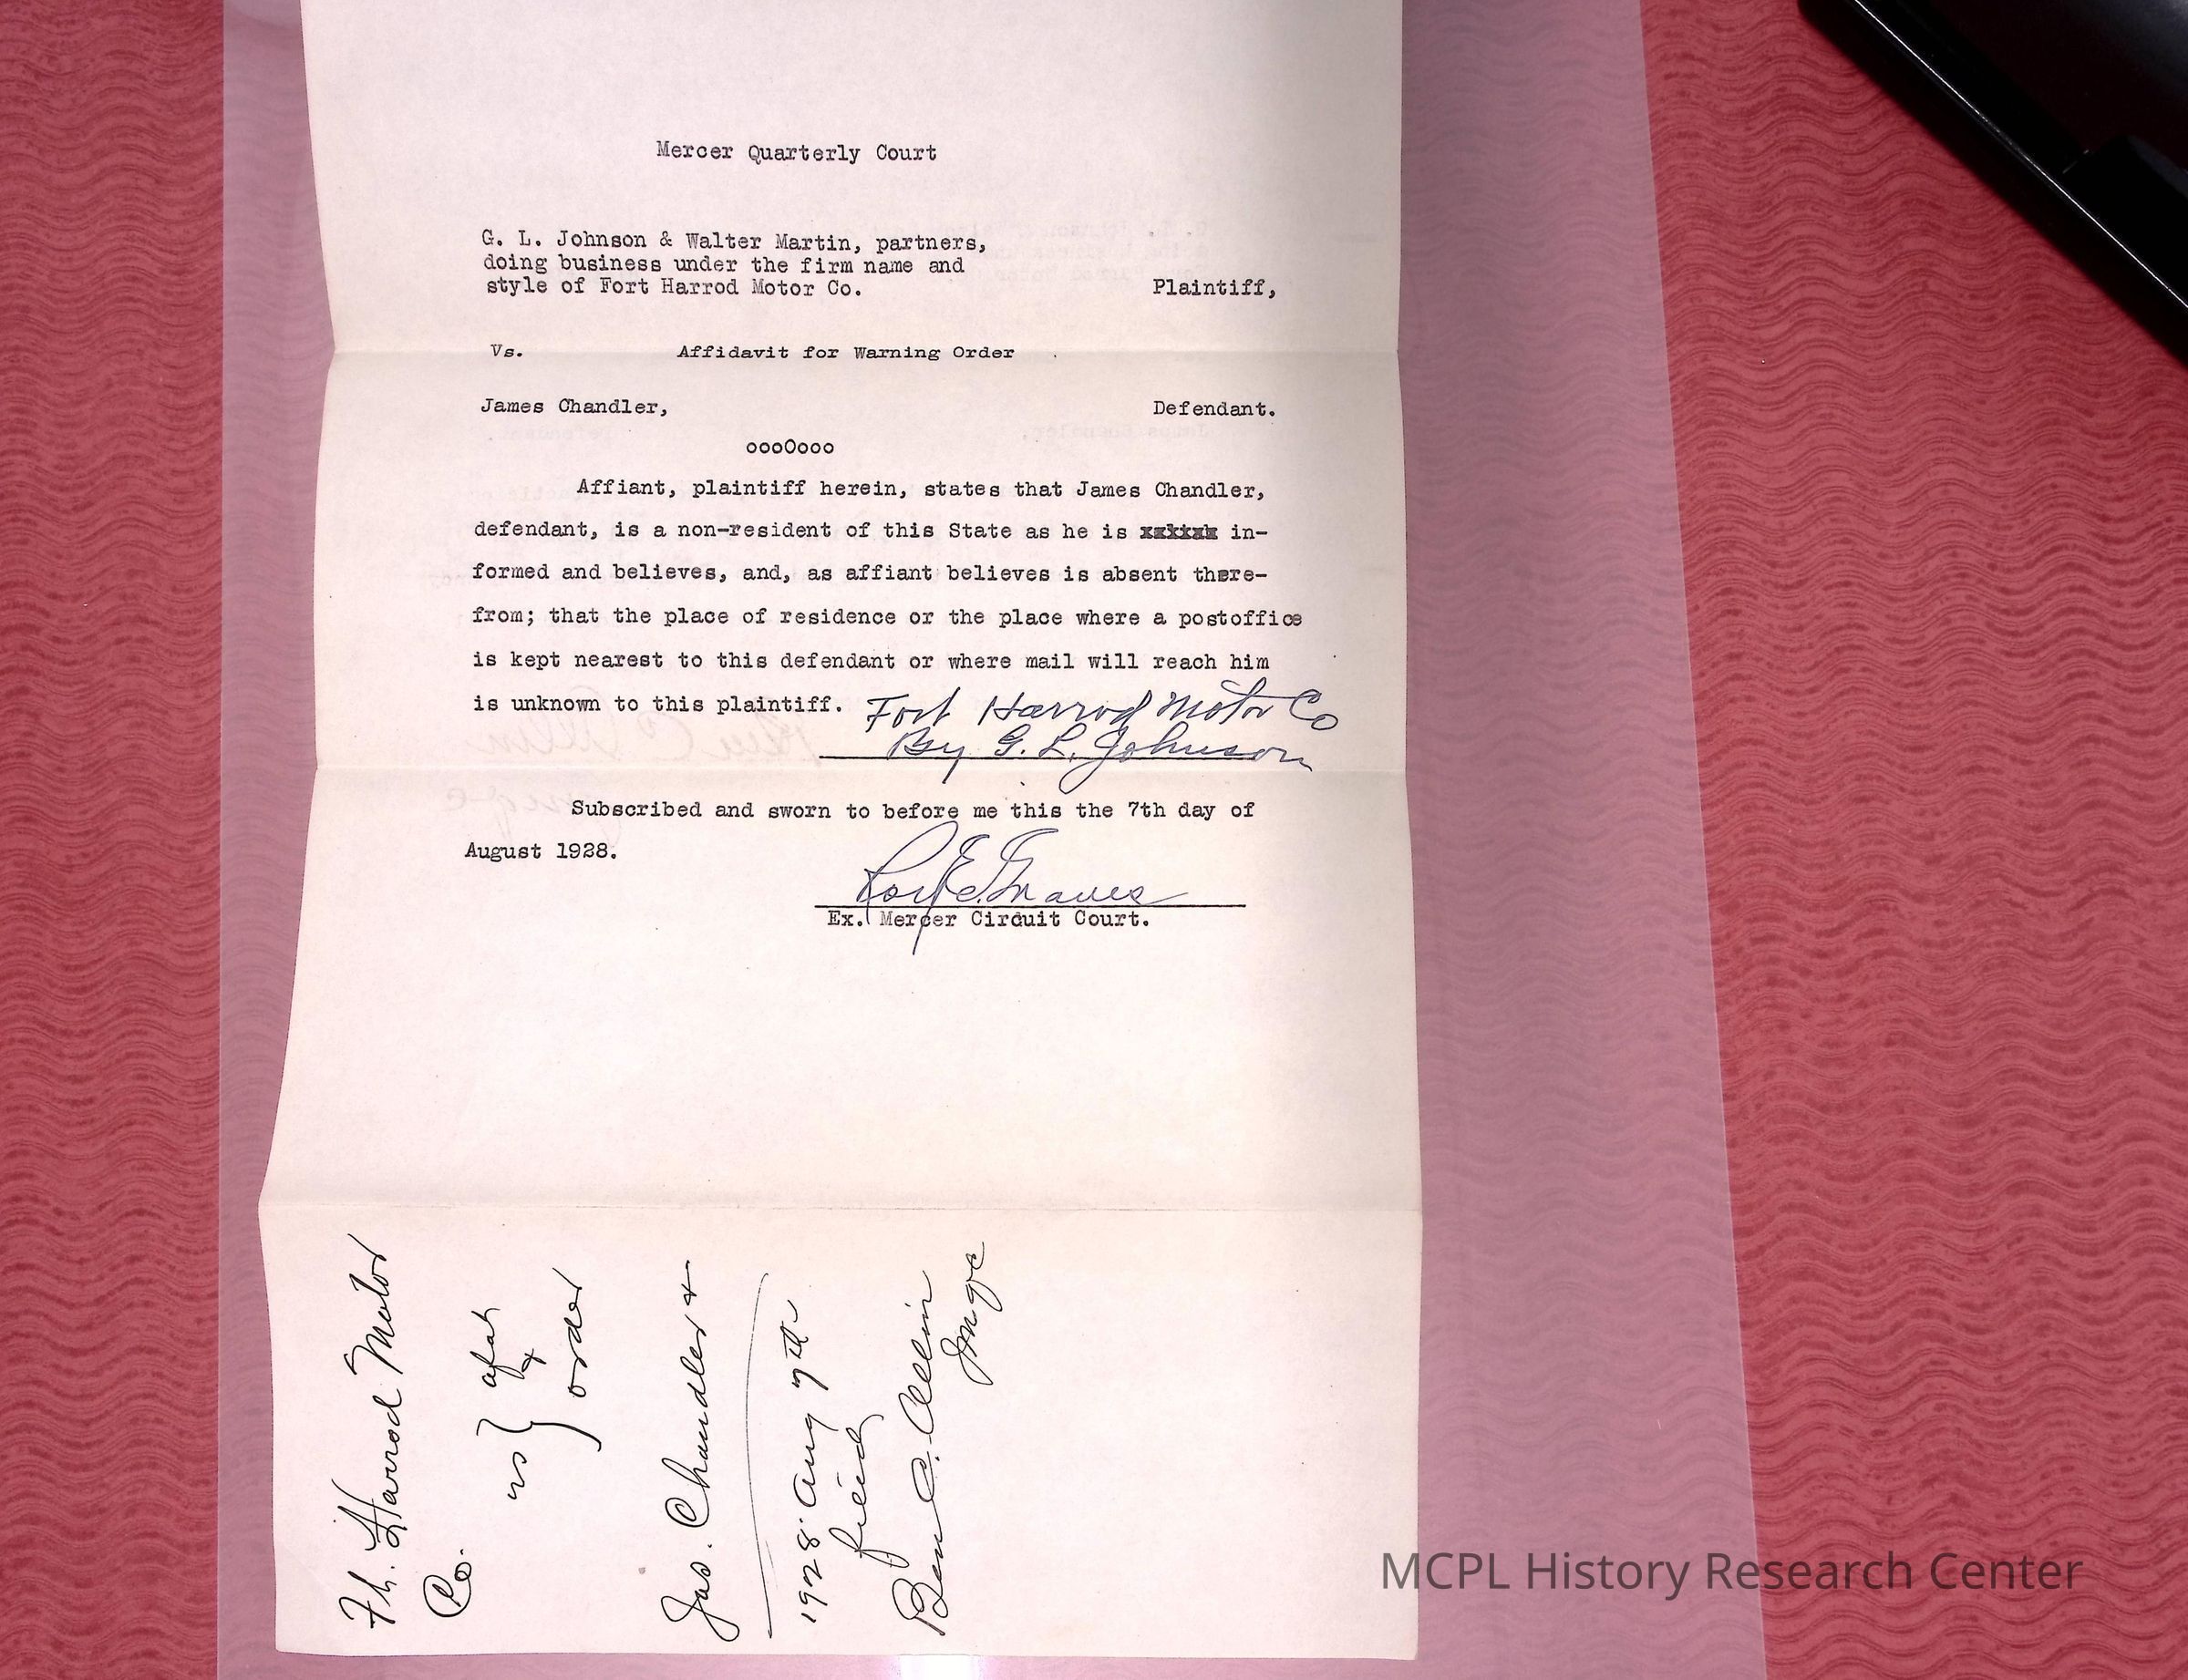 Mercer Quarterly Court
G. L. Johnson & Walter Martin, partners,
doing business under the firm name and
style of Fort Harrod Motor Co. Plaintiff,
Vs. Affidavit for Warning Order
James Chandler, Defendant.
oooOooo
Affiant, plaintiff herein, states that James Chandler,
defendant, is a non-resident of this State as he is in-
formed and believes, and, as affiant believes is absent there-
from; that the place of residence or the place where a postoffice
is kept nearest to this defendant or where mail will reach him
is unknown to this plaintiff. Fort Harrod Motor Co
By G. L. Johnson
Subscribed and sworn to before me this the 7th day of
August 1928.
E. Graves
Ex. Mercer Circuit Court.
Ft. Harrod Motor
Co.
vs } afat
+
order
Jas. Chandler +
1928 Aug 7th
filed
Ben C. Allin
Judge
MCPL History Research Center